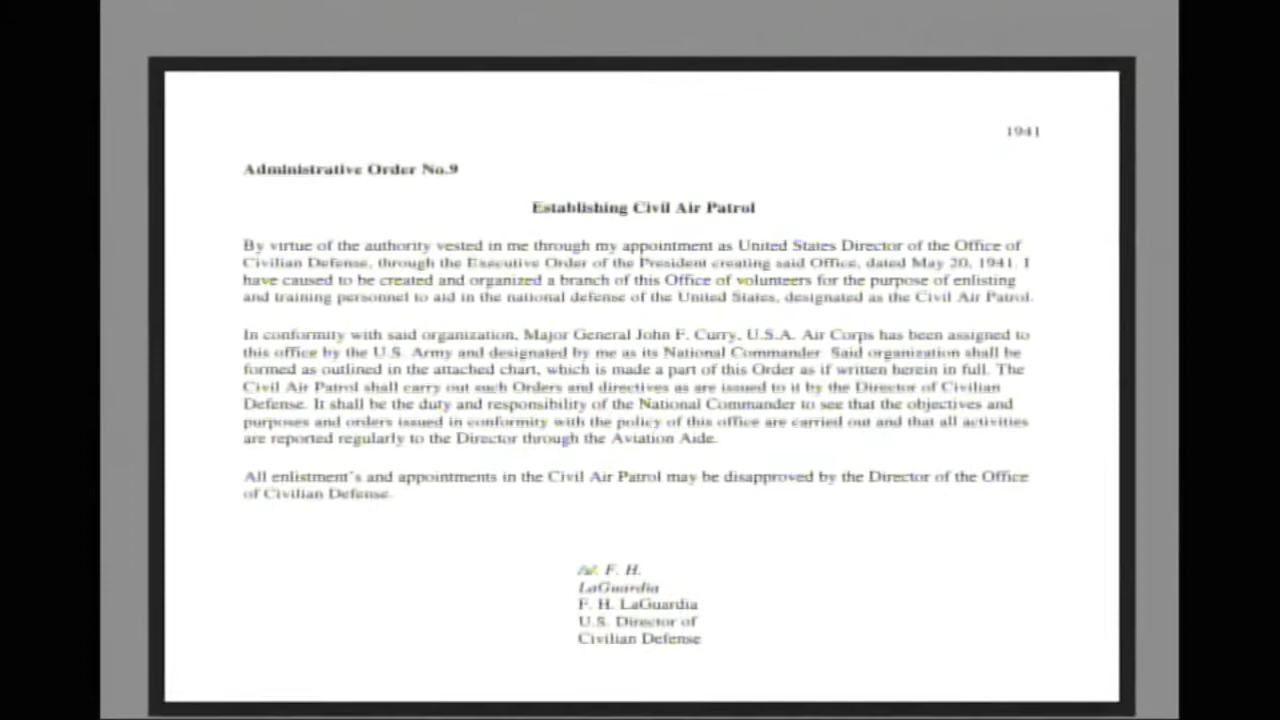 1941
Administrative Order No.9
Establishing Civil Air Patrol
By virtue of the authority vested in me through my appointment as United States Director of the Office of
Civilian Defense, through the Executive Order of the President creating said Office, dated May 20, 1941. I
have caused to be created and organized a branch of this Office of volunteers for the purpose of enlisting
and training personnel to aid in the national defense of the United States, designated as the Civil Air Patrol.
In conformity with said organization, Major General John F. Curry, U.S.A. Air Corps has been assigned to
this office by the U.S. Army and designated by me as its National Commander. Said organization shall be
formed as outlined in the attached chart, which is made a part of this Order as if written herein in full. The
Civil Air Patrol shall carry out such Orders and directives as are issued to it by the Director of Civilian
Defense. It shall be the duty and responsibility of the National Commander to see that the objectives and
purposes and orders issued in conformity with the policy of this office are carried out and that all activities
are reported regularly to the Director through the Aviation Aide.
All enlistment's and appointments in the Civil Air Patrol may be disapproved by the Director of the Office
of Civilian Defense.
F. H.
LaGuardia
F. H. LaGuardia
U.S. Director of
Civilian Defense